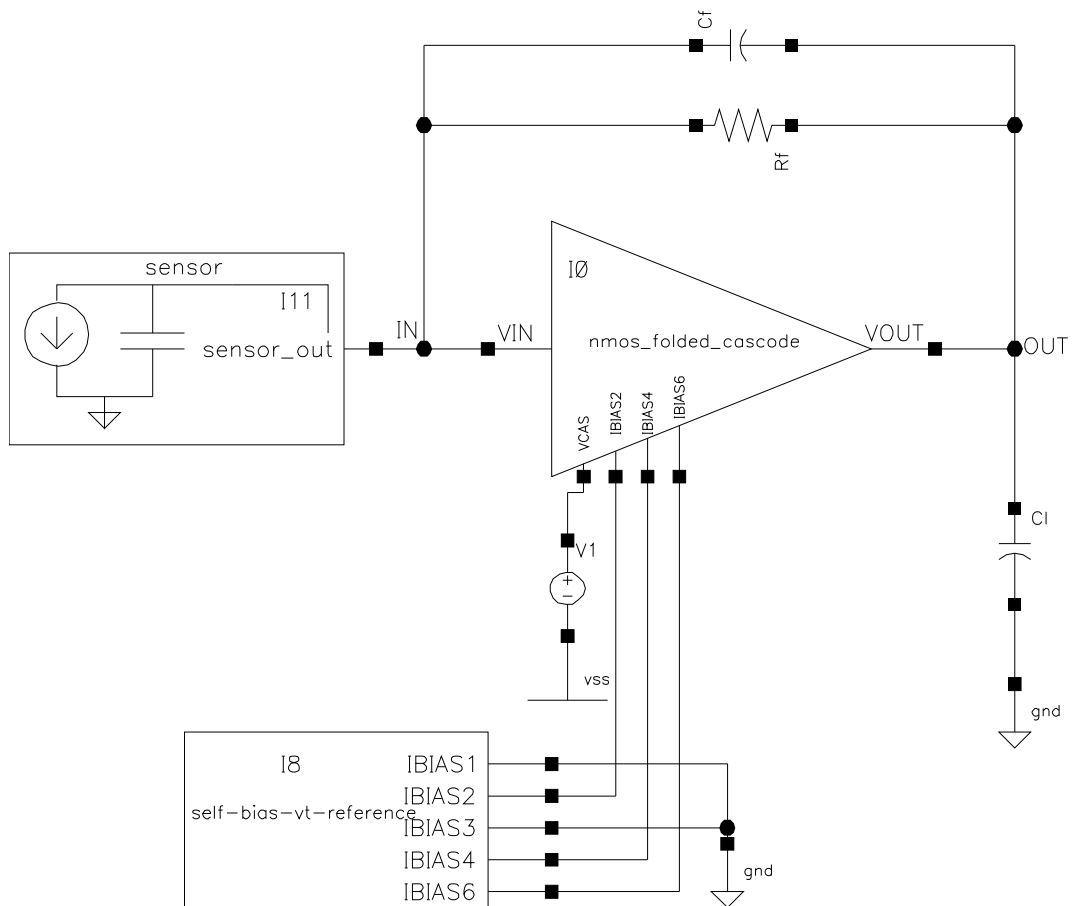 Cf
Rf
sensor
I11
sensor_out
IN
VIN
IØ
nmos_folded_cascode
VOUT
OUT
VCAS
IBIAS2
IBIAS4
IBIAS6
Cl
V1
vss
gnd
I8
self-bias-vt-reference
IBIAS1
IBIAS2
IBIAS3
IBIAS4
IBIAS6
gnd